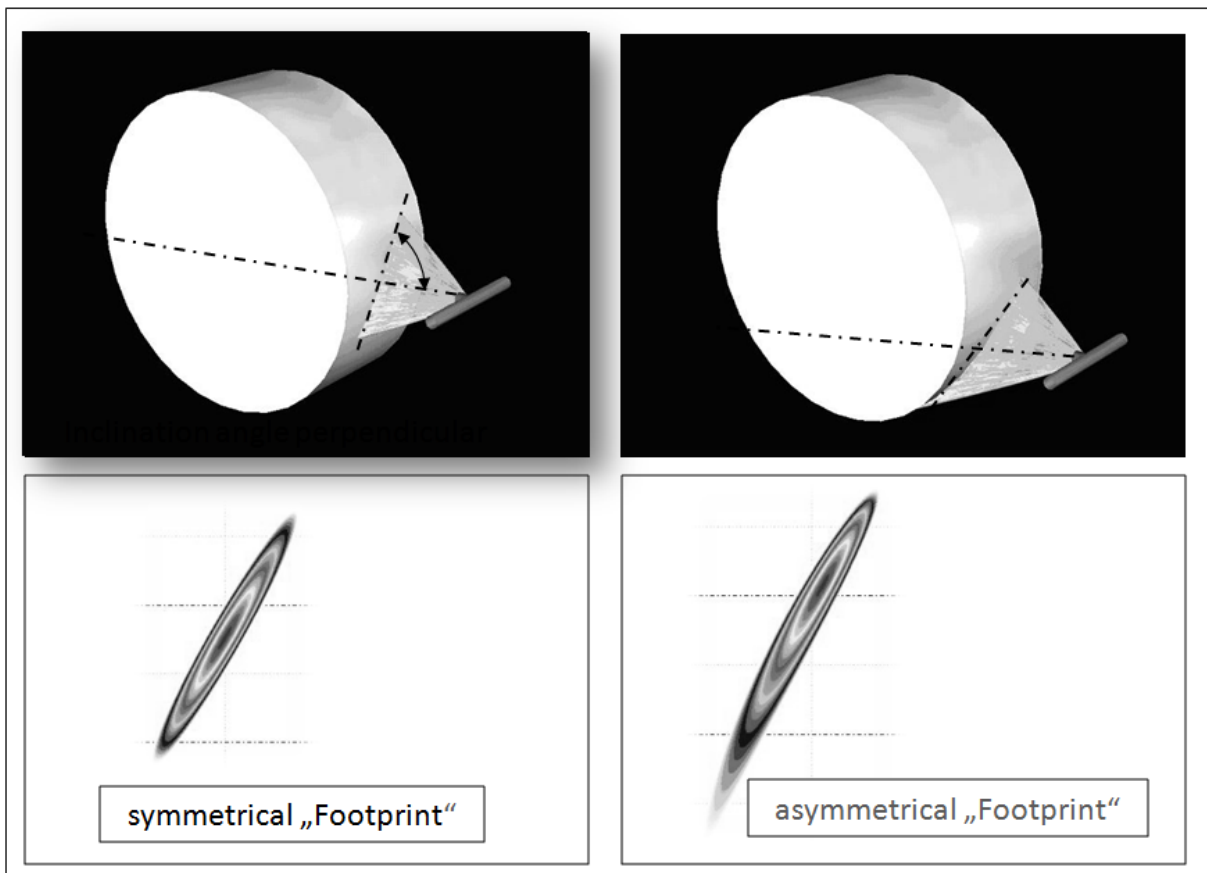 Inclination angle perpendicular
symmetrical „Footprint“
asymmetrical „Footprint“